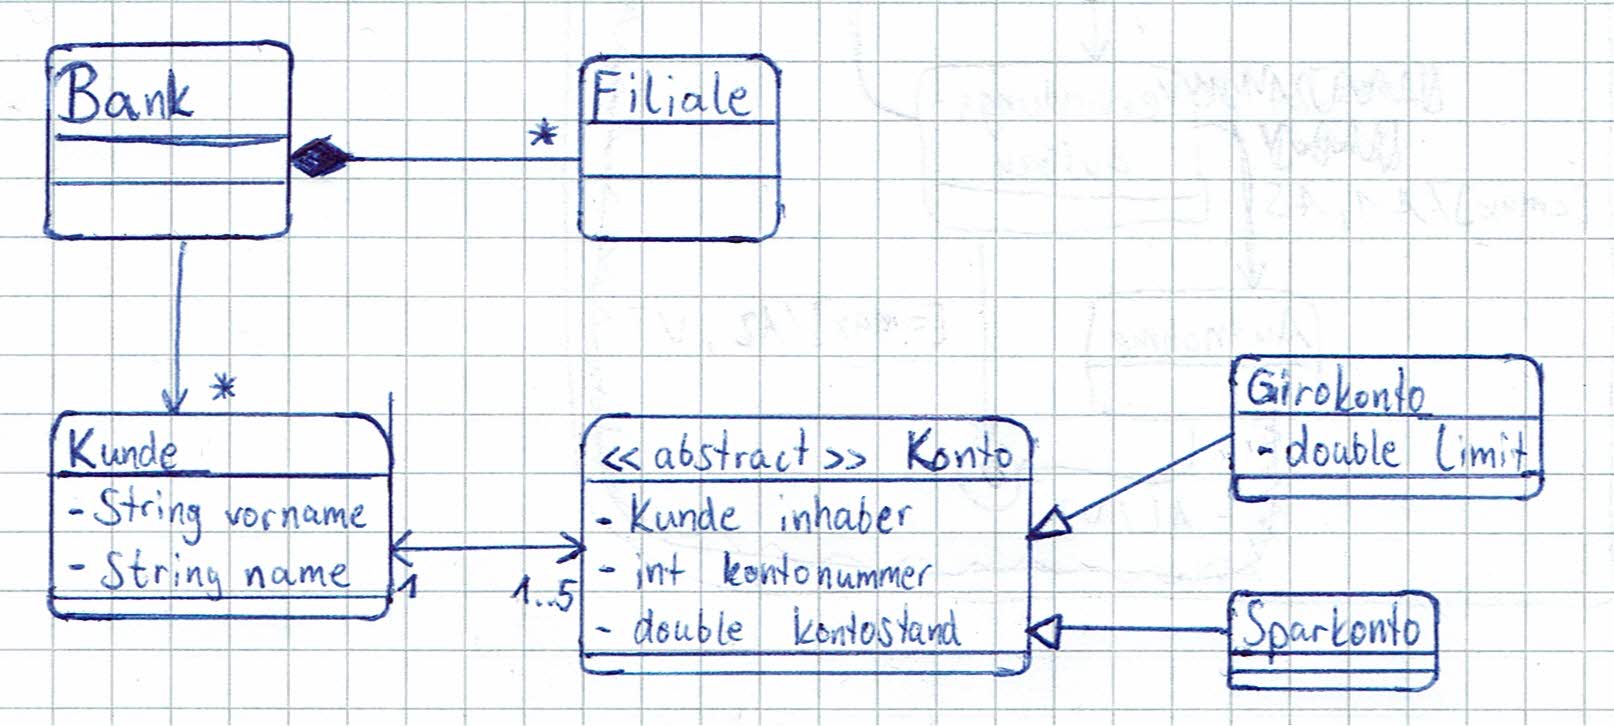 Bank
Filiale
*
*
Kunde
- String vorname
- String name
1
1..5
<< abstract >> Konto
- Kunde inhaber
- int kontonummer
- double kontostand
Girokonto
- double limit
Sparkonto